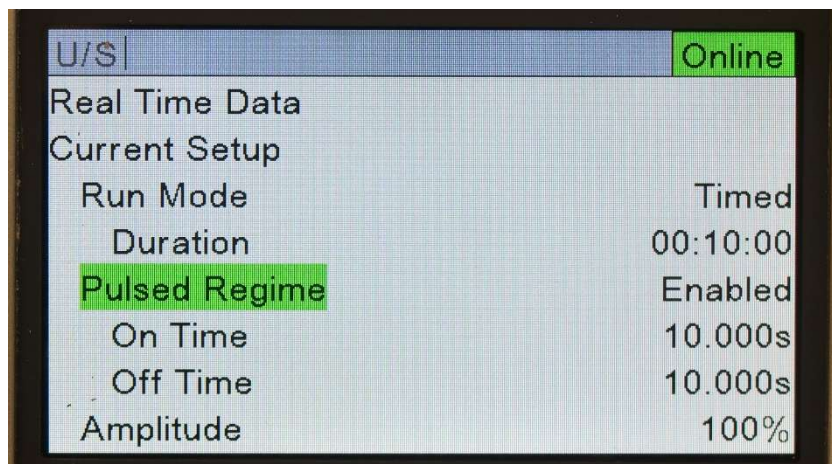 U/S Online
Real Time Data
Current Setup
Run Mode Timed
Duration 00:10:00
Pulsed Regime Enabled
On Time 10.000s
Off Time 10.000s
Amplitude 100%